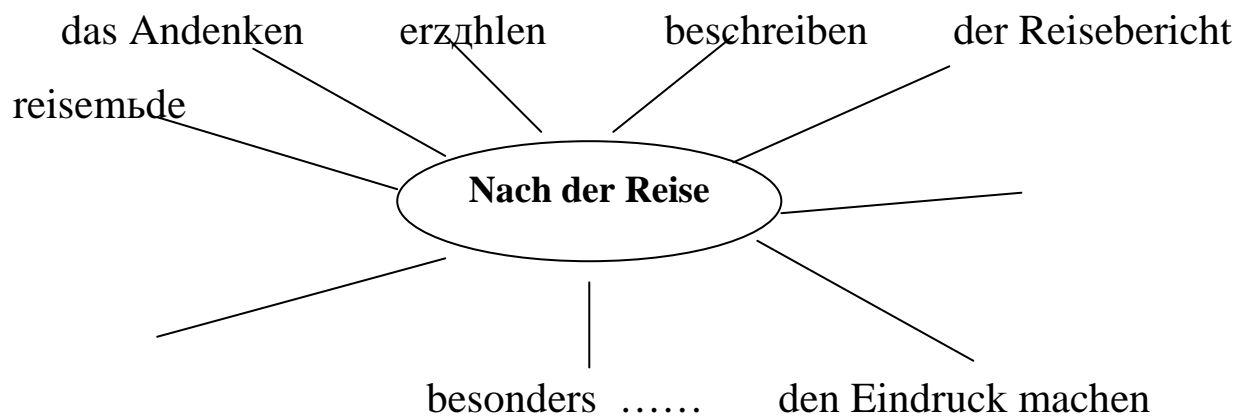 das Andenken erzдhlen beschreiben der Reisebericht
reisemьde
Nach der Reise
besonders …… den Eindruck machen